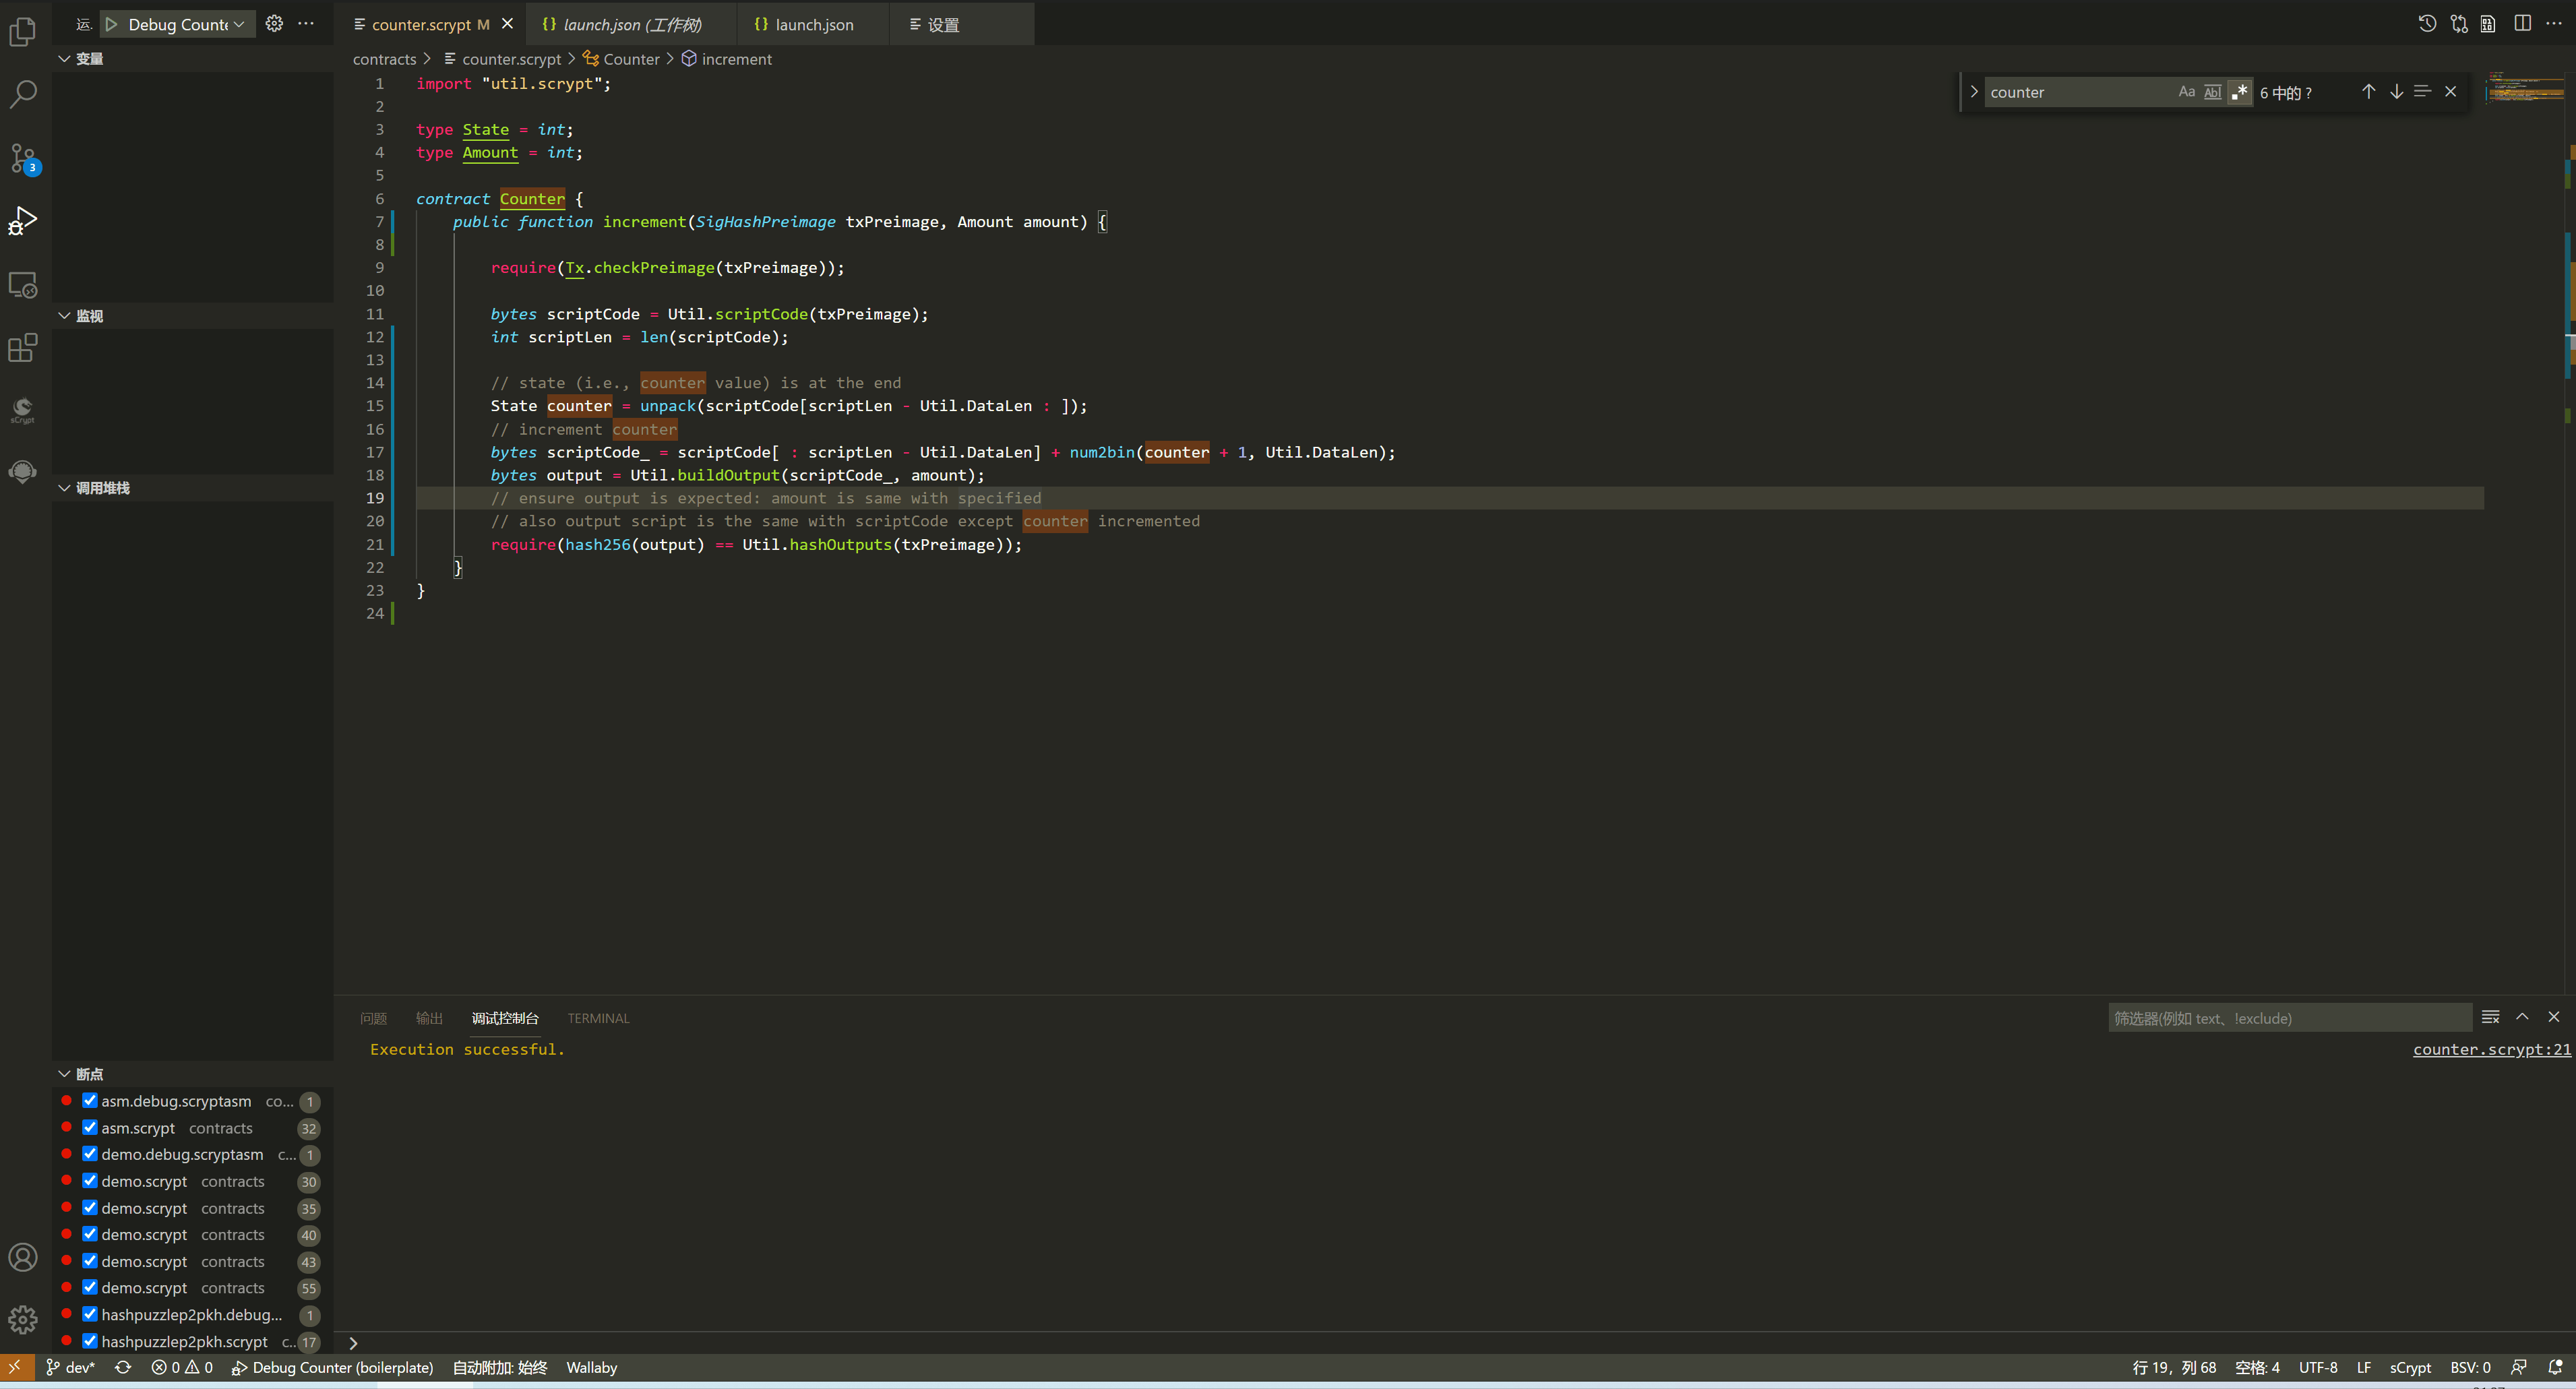 运. Debug Counte
counter.scrypt M
launch.json (工作树)
launch.json
设置
变量
contracts
counter.scrypt
Counter
increment
counter
Aa
Abl
6 中的 ?
3
sCrypt
监视
调用堆栈
1 import "util.scrypt";
2
3 type State = int;
4 type Amount = int;
5
6 contract Counter {
7 public function increment(SigHashPreimage txPreimage, Amount amount) {
8
9 require(Tx.checkPreimage(txPreimage));
10
11 bytes scriptCode = Util.scriptCode(txPreimage);
12 int scriptLen = len(scriptCode);
13
14 // state (i.e., counter value) is at the end
15 State counter = unpack(scriptCode[scriptLen - Util.DataLen : ]);
16 // increment counter
17 bytes scriptCode_ = scriptCode[ : scriptLen - Util.DataLen] + num2bin(counter + 1, Util.DataLen);
18 bytes output = Util.buildOutput(scriptCode_, amount);
19 // ensure output is expected: amount is same with specified
20 // also output script is the same with scriptCode except counter incremented
21 require(hash256(output) == Util.hashOutputs(txPreimage));
22 }
23 }
24
问题 输出 调试控制台 TERMINAL
筛选器(例如 text、!exclude)
Execution successful.
counter.scrypt:21
断点
asm.debug.scryptasm co... 1
asm.scrypt contracts 32
demo.debug.scryptasm c... 1
demo.scrypt contracts 30
demo.scrypt contracts 35
demo.scrypt contracts 40
demo.scrypt contracts 43
demo.scrypt contracts 55
hashpuzzlep2pkh.debug... 1
hashpuzzlep2pkh.scrypt c... 17
dev* 0 0 Debug Counter (boilerplate) 自动附加: 始终 Wallaby
行 19，列 68 空格: 4 UTF-8 LF sCrypt BSV: 0